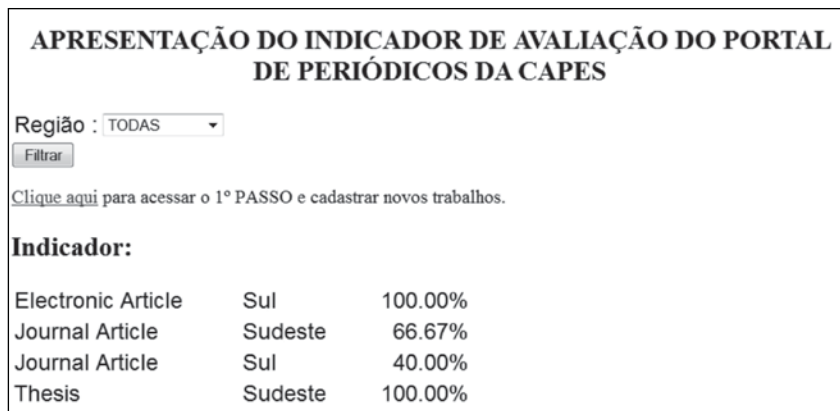 APRESENTAÇÃO DO INDICADOR DE AVALIAÇÃO DO PORTAL
DE PERIÓDICOS DA CAPES
Região : TODAS
Filtrar
Clique aqui para acessar o 1º PASSO e cadastrar novos trabalhos.
Indicador:
Electronic Article Sul 100.00%
Journal Article Sudeste 66.67%
Journal Article Sul 40.00%
Thesis Sudeste 100.00%